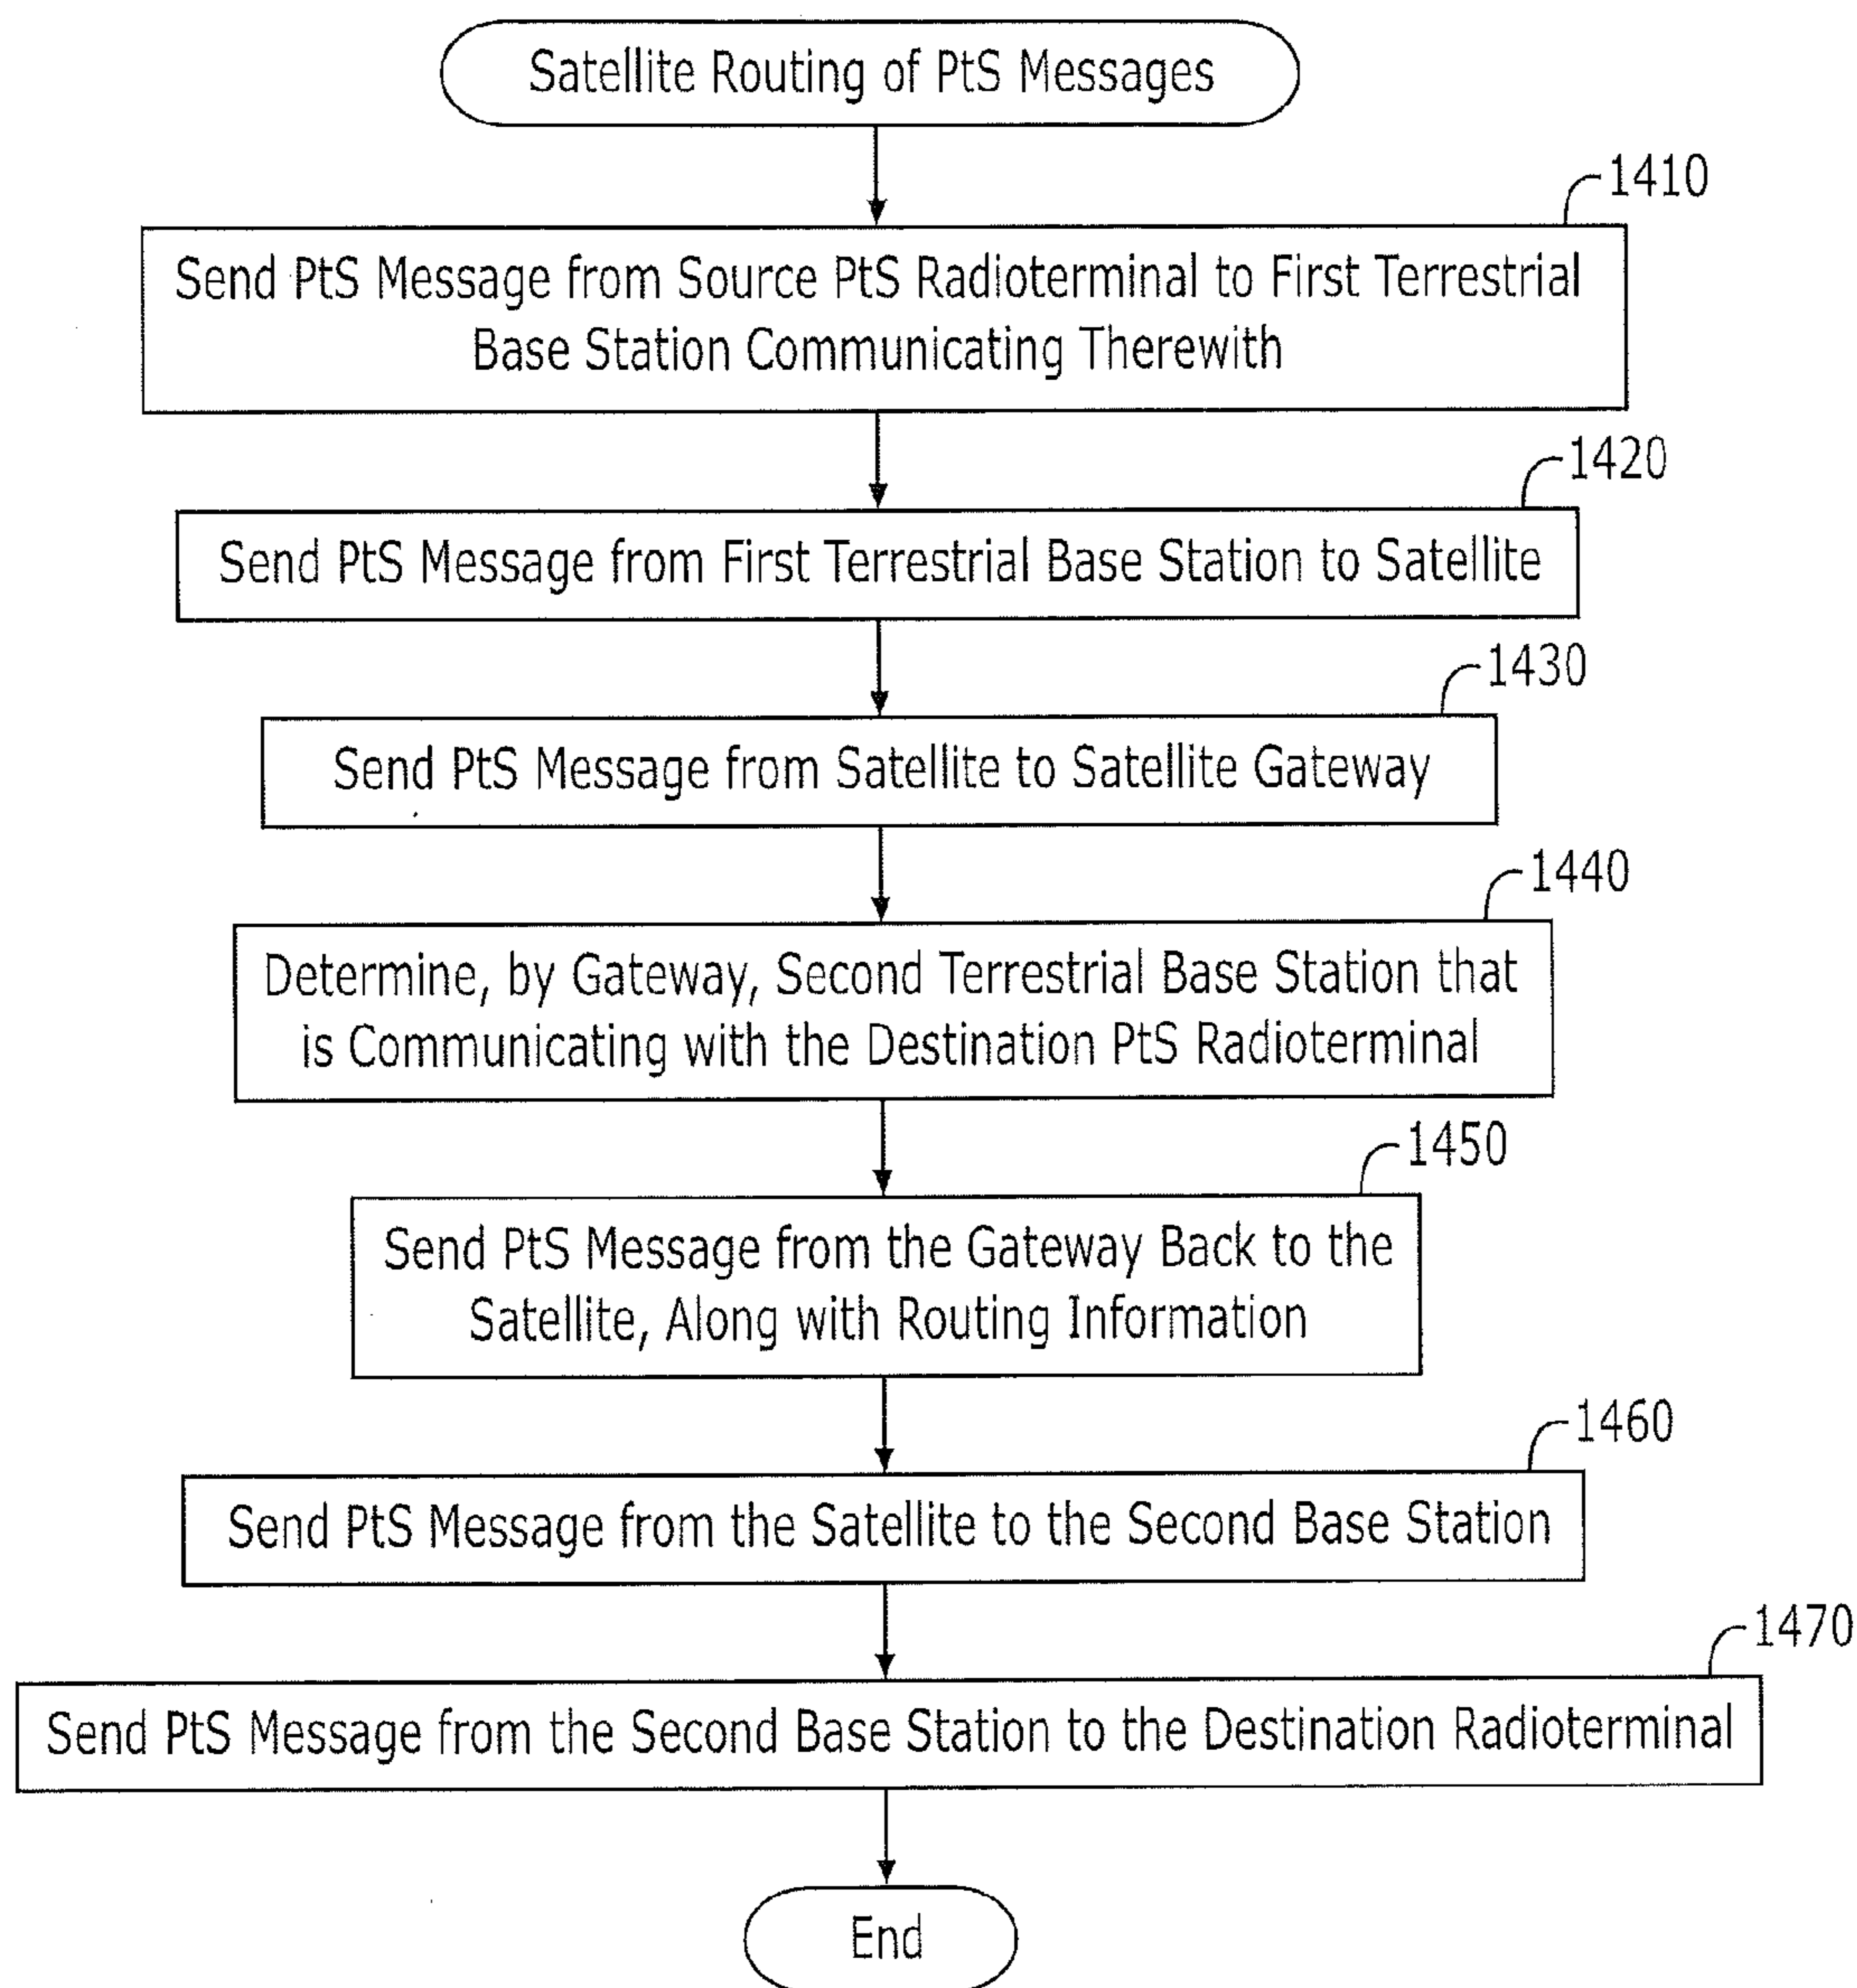 Satellite Routing of PtS Messages
1410
Send PtS Message from Source PtS Radioterminal to First Terrestrial
Base Station Communicating Therewith
1420
Send PtS Message from First Terrestrial Base Station to Satellite
1430
Send PtS Message from Satellite to Satellite Gateway
1440
Determine, by Gateway, Second Terrestrial Base Station that
is Communicating with the Destination PtS Radioterminal
1450
Send PtS Message from the Gateway Back to the
Satellite, Along with Routing Information
1460
Send PtS Message from the Satellite to the Second Base Station
1470
Send PtS Message from the Second Base Station to the Destination Radioterminal
End